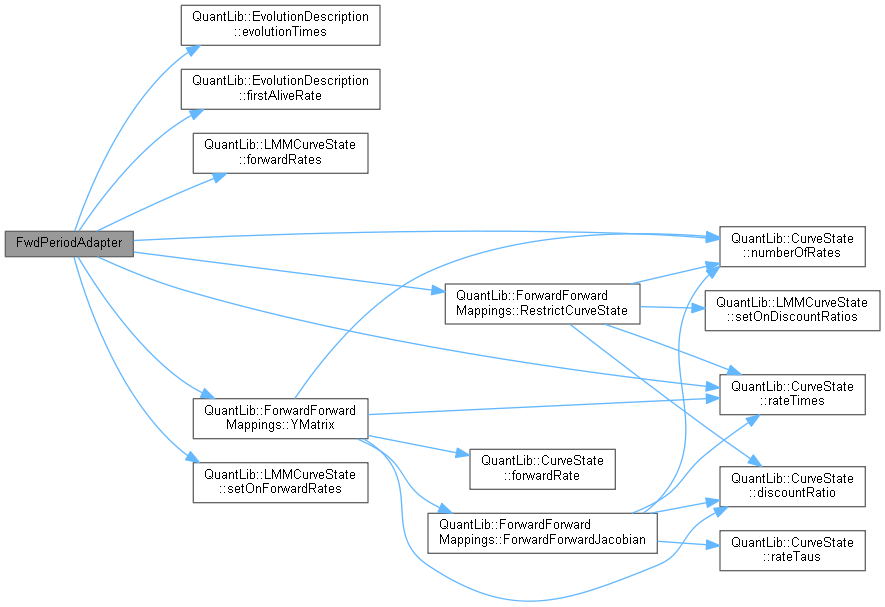 QuantLib::EvolutionDescription
::evolutionTimes
QuantLib::EvolutionDescription
::firstAliveRate
QuantLib::LMMCurveState
::forwardRates
FwdPeriodAdapter
QuantLib::CurveState
::numberOfRates
QuantLib::ForwardForward
Mappings::RestrictCurveState
QuantLib::LMMCurveState
::setOnDiscountRatios
QuantLib::CurveState
::rateTimes
QuantLib::ForwardForward
Mappings::YMatrix
QuantLib::CurveState
::forwardRate
QuantLib::LMMCurveState
::setOnForwardRates
QuantLib::CurveState
::discountRatio
QuantLib::ForwardForward
Mappings::ForwardForwardJacobian
QuantLib::CurveState
::rateTaus